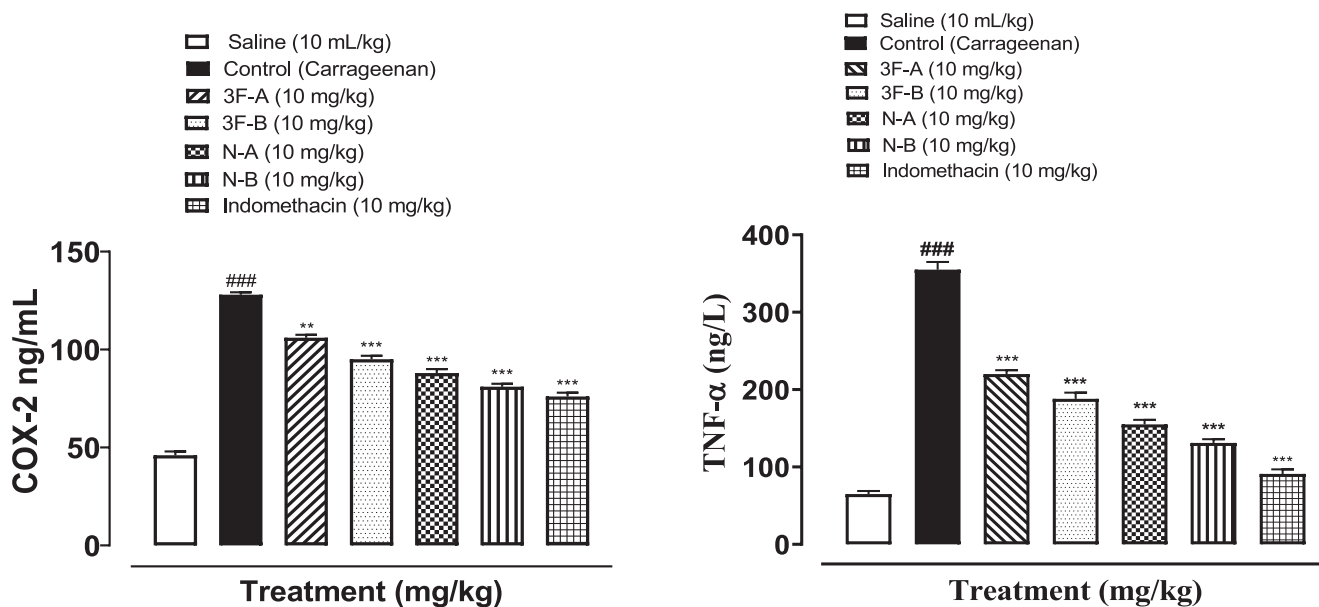 Saline (10 mL/kg)
Control (Carrageenan)
3F-A (10 mg/kg)
3F-B (10 mg/kg)
N-A (10 mg/kg)
N-B (10 mg/kg)
Indomethacin (10 mg/kg)
150
100
50
0
COX-2 ng/mL
###
**
***
***
***
***
Treatment (mg/kg)
Saline (10 mL/kg)
Control (Carrageenan)
3F-A (10 mg/kg)
3F-B (10 mg/kg)
N-A (10 mg/kg)
N-B (10 mg/kg)
Indomethacin (10 mg/kg)
400
300
200
100
0
TNF-α (ng/L)
###
***
***
***
***
***
Treatment (mg/kg)